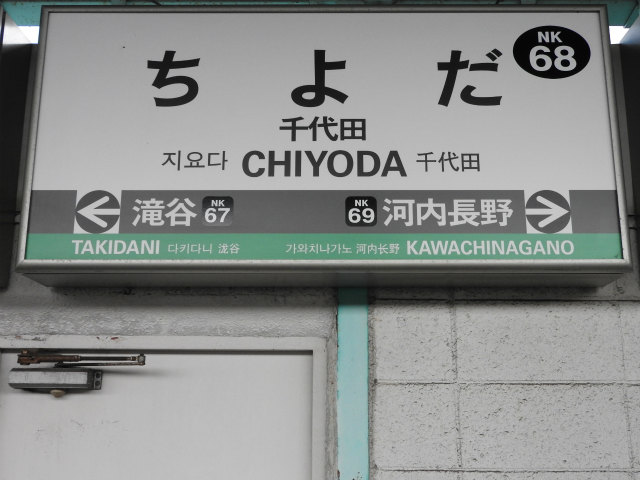 ちよだ
NK
68
千代田
지요다 CHIYODA 千代田
滝谷 NK 67 NK 69 河内長野
TAKIDANI 다키다니 泷谷 가와치나가노 河内长野 KAWACHINAGANO